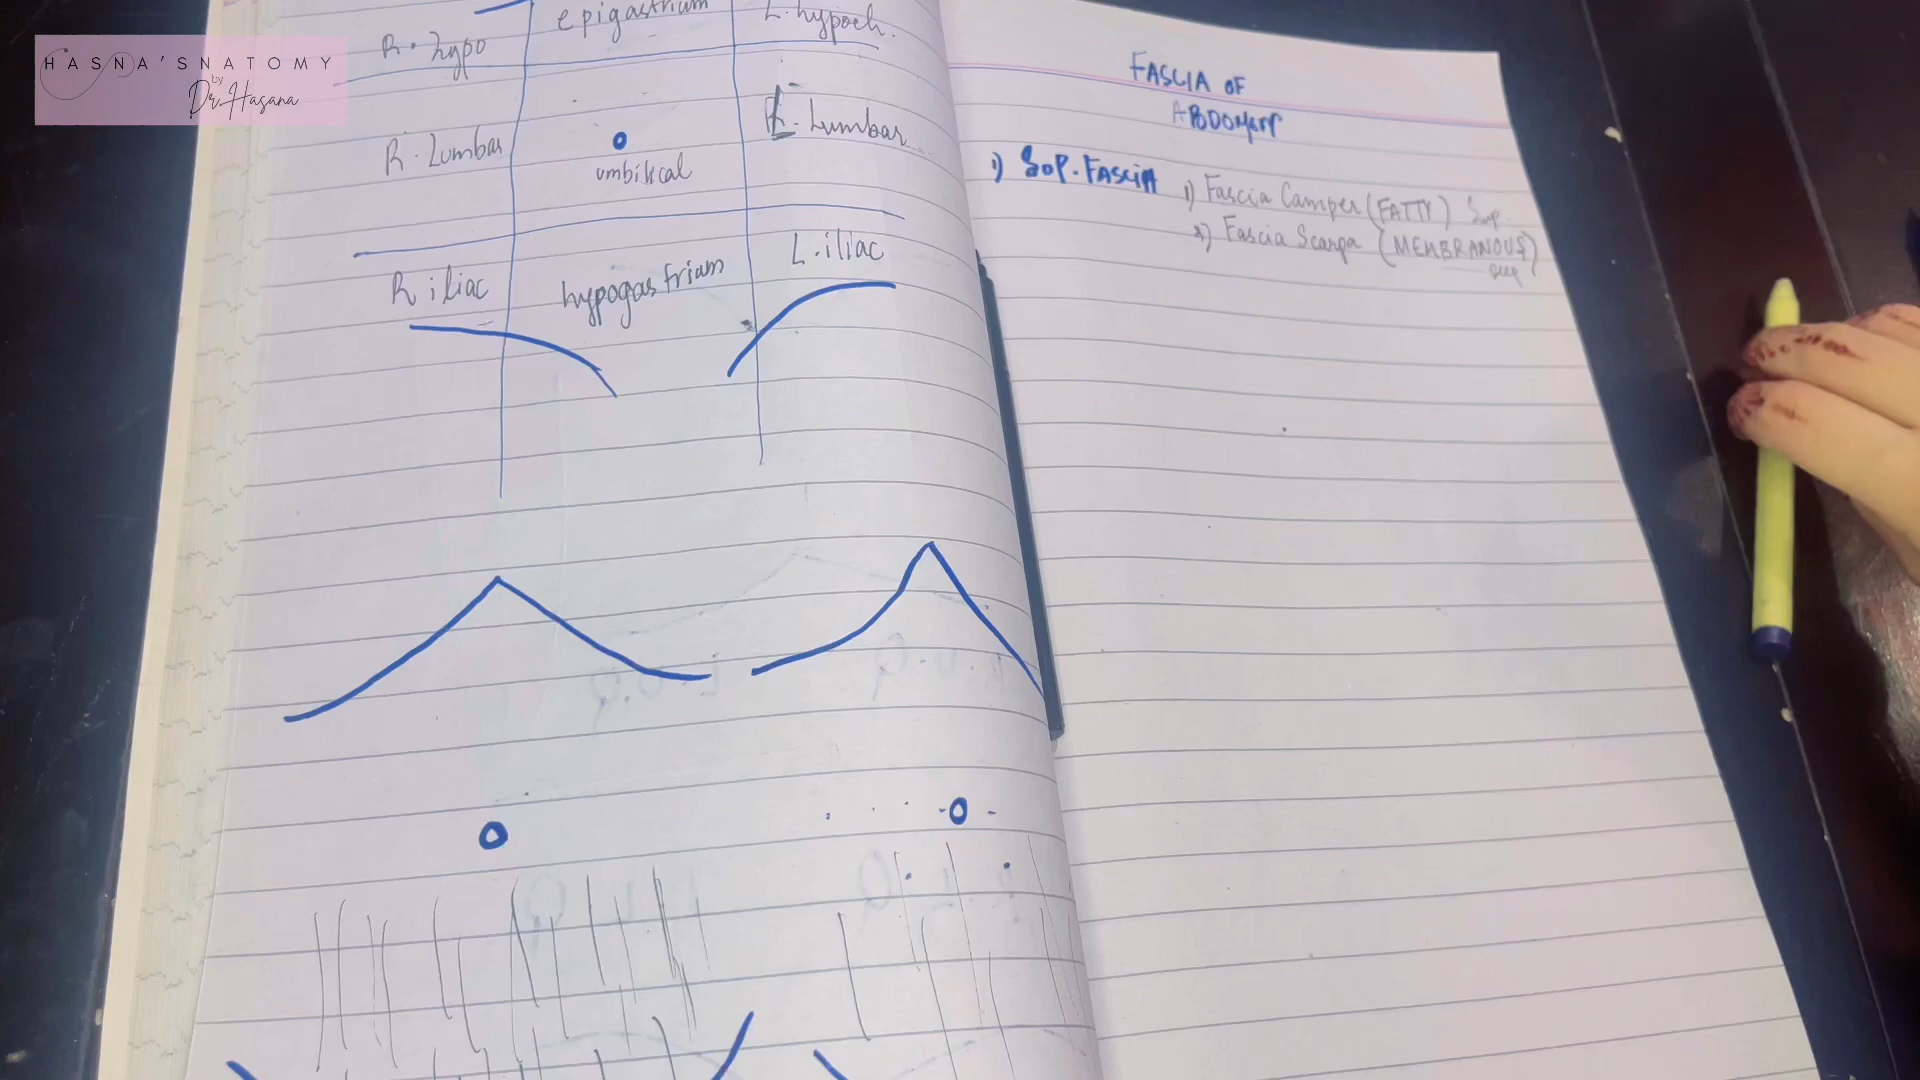 HASNA'SNATOMY
by
Dr. Hasana
epigastrium
L. hypoch.
R. hypo
R. Lumbar
umbilical
L. Lumbar
R iliac
hypogastrium
L. iliac
FASCIA OF
ABDOMEN
1) SUP. FASCIA
1) Fascia Camper (FATTY) Sup.
2) Fascia Scarpa (MEMBRANOUS)
deep